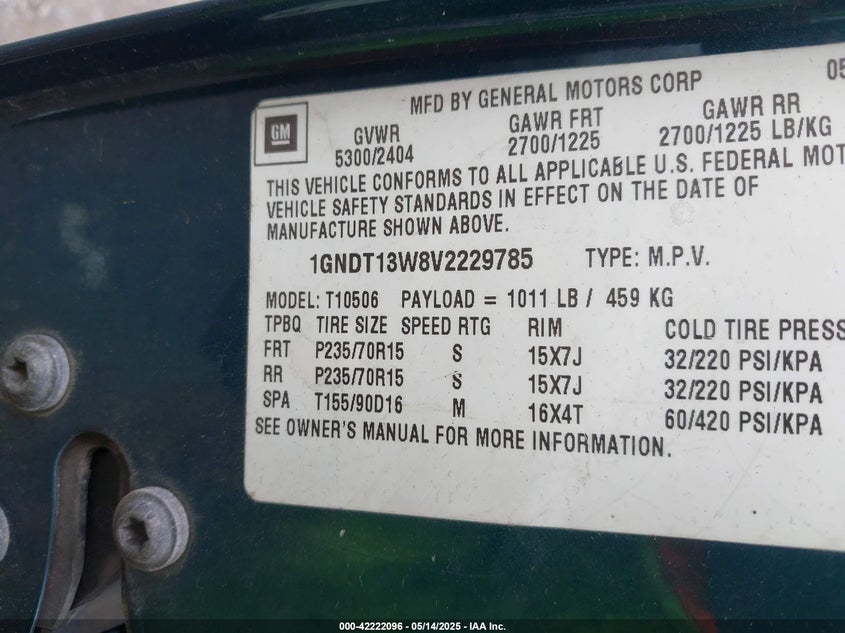 MFD BY GENERAL MOTORS CORP 05
GM
GVWR GAWR FRT GAWR RR
5300/2404 2700/1225 2700/1225 LB/KG
THIS VEHICLE CONFORMS TO ALL APPLICABLE U.S. FEDERAL MOT
VEHICLE SAFETY STANDARDS IN EFFECT ON THE DATE OF
MANUFACTURE SHOWN ABOVE.
1GNDT13W8V2229785 TYPE: M.P.V.
MODEL: T10506 PAYLOAD = 1011 LB / 459 KG
TPBQ TIRE SIZE SPEED RTG RIM COLD TIRE PRESS
FRT P235/70R15 S 15X7J 32/220 PSI/KPA
RR P235/70R15 S 15X7J 32/220 PSI/KPA
SPA T155/90D16 M 16X4T 60/420 PSI/KPA
SEE OWNER'S MANUAL FOR MORE INFORMATION.
000-42222096 - 05/14/2025 - IAA Inc.